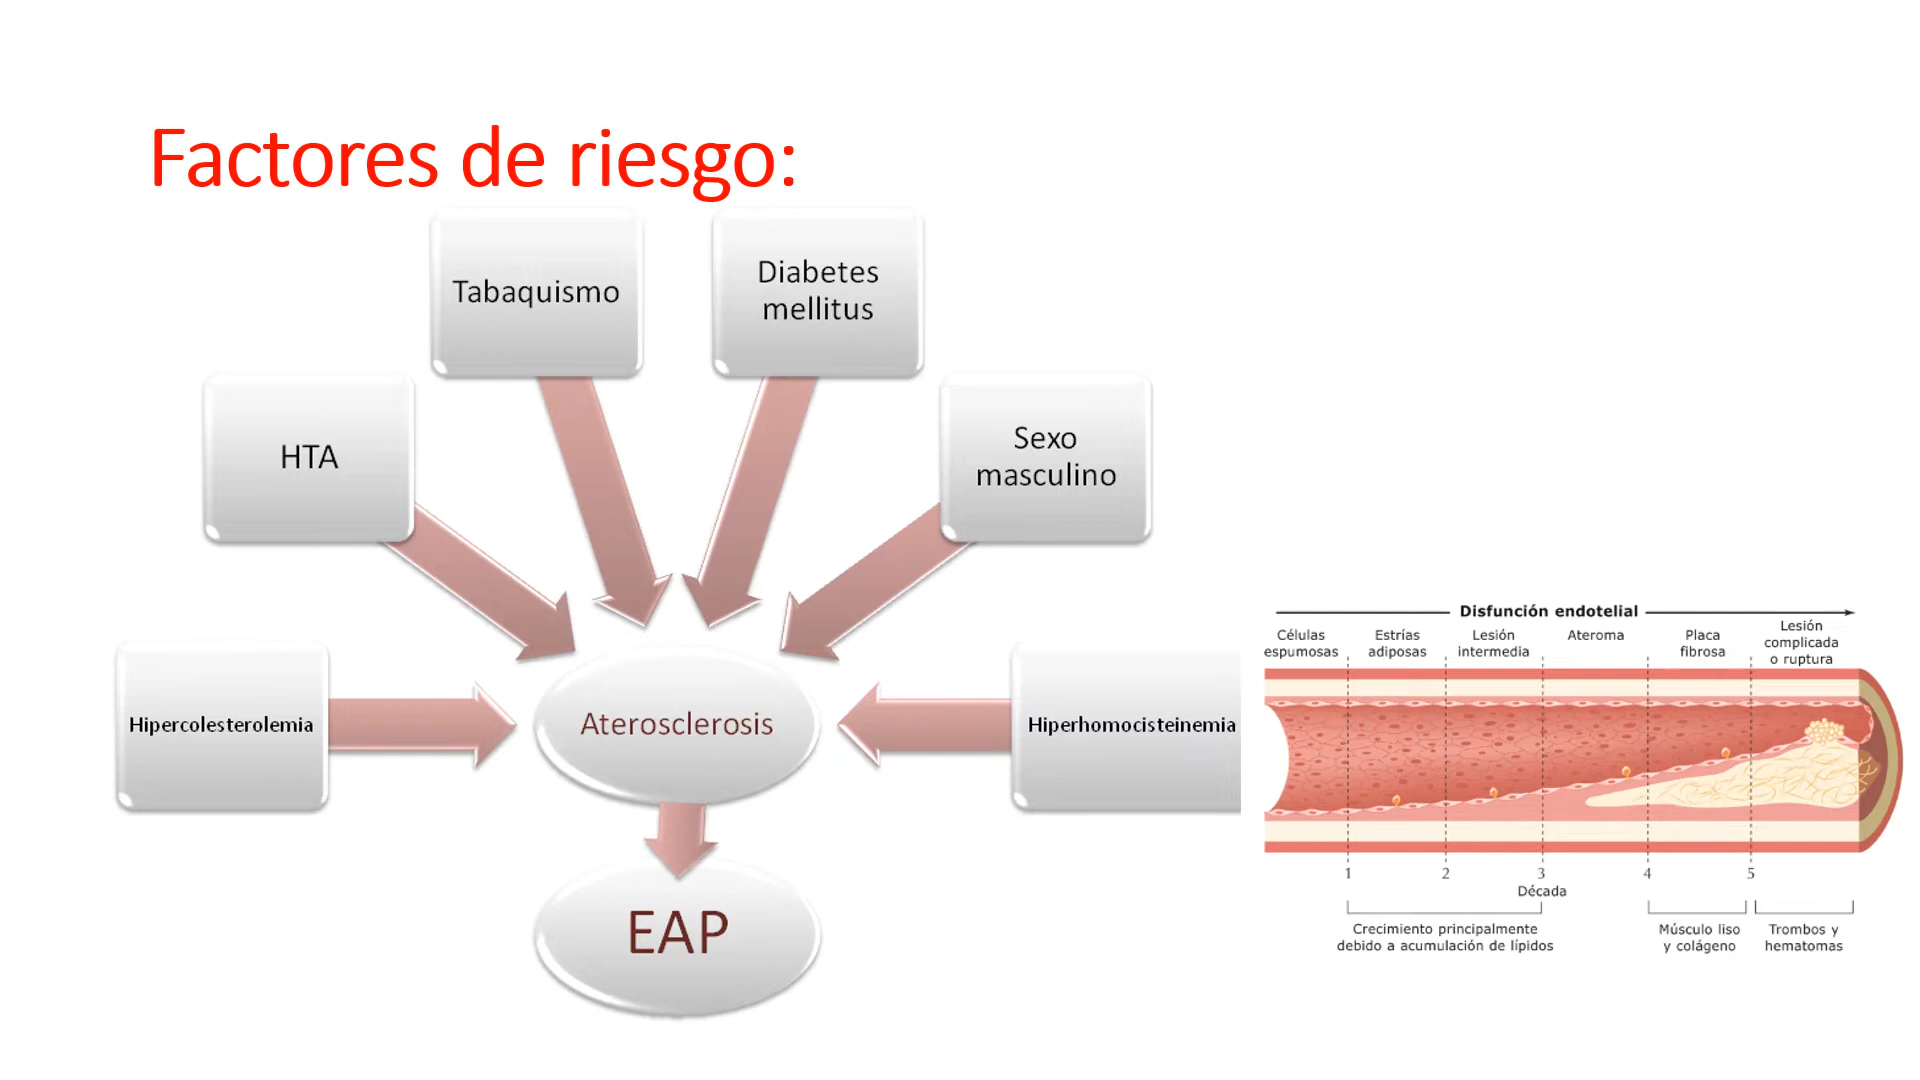 Factores de riesgo:
Tabaquismo
Diabetes
mellitus
HTA
Sexo
masculino
Hipercolesterolemia
Aterosclerosis
Hiperhomocisteinemia
EAP
Disfunción endotelial
Células
espumosas
Estrías
adiposas
Lesión
intermedia
Ateroma
Placa
fibrosa
Lesión
complicada
o ruptura
1 2 3 4 5
Década
Crecimiento principalmente
debido a acumulación de lípidos
Músculo liso
y colágeno
Trombos y
hematomas